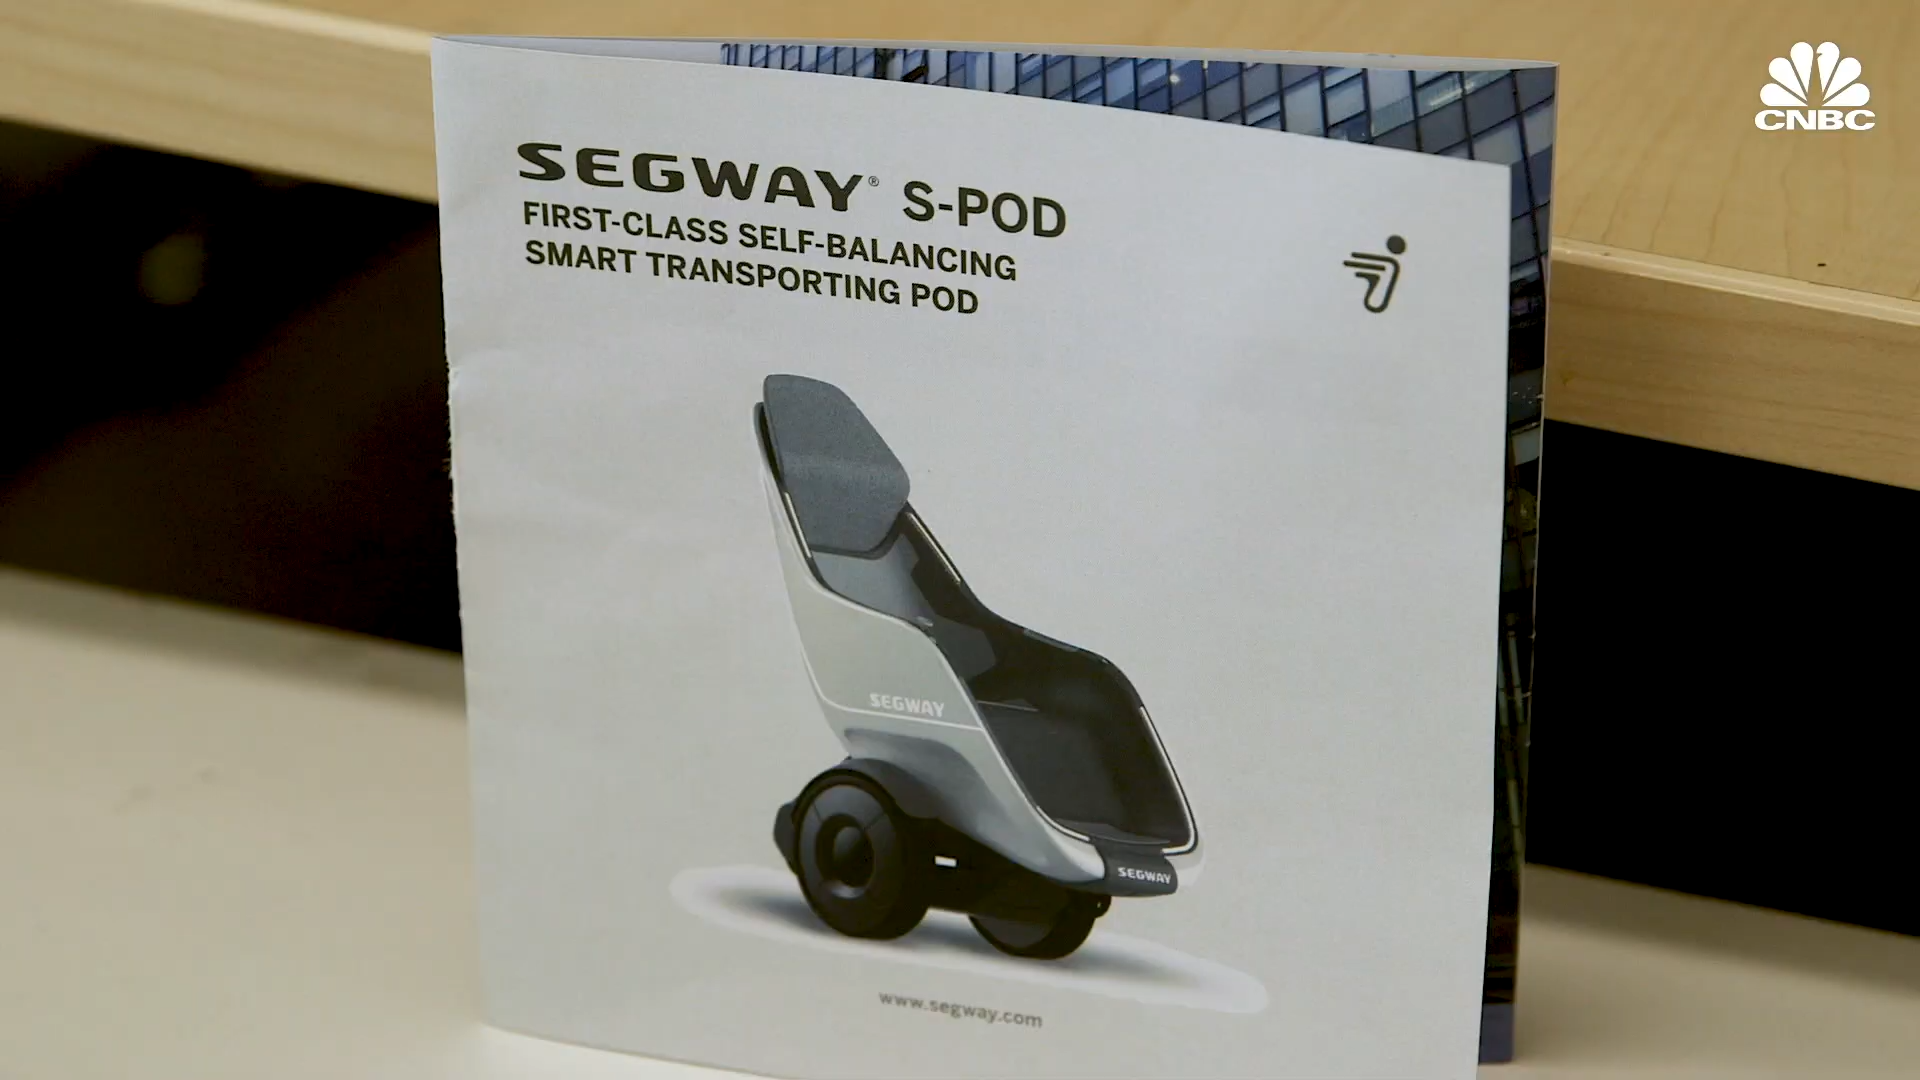 CNBC
SEGWAY® S-POD
FIRST-CLASS SELF-BALANCING
SMART TRANSPORTING POD
SEGWAY
SEGWAY
www.segway.com